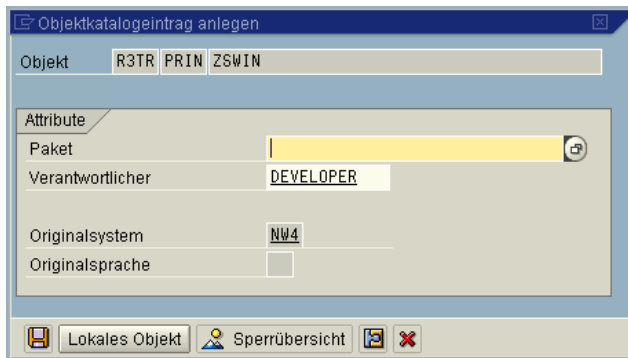 Objektkatalogeintrag anlegen
Objekt R3TR PRIN ZSWIN
Attribute
Paket
Verantwortlicher DEVELOPER
Originalsystem NW4
Originalsprache
Lokales Objekt Sperrübersicht